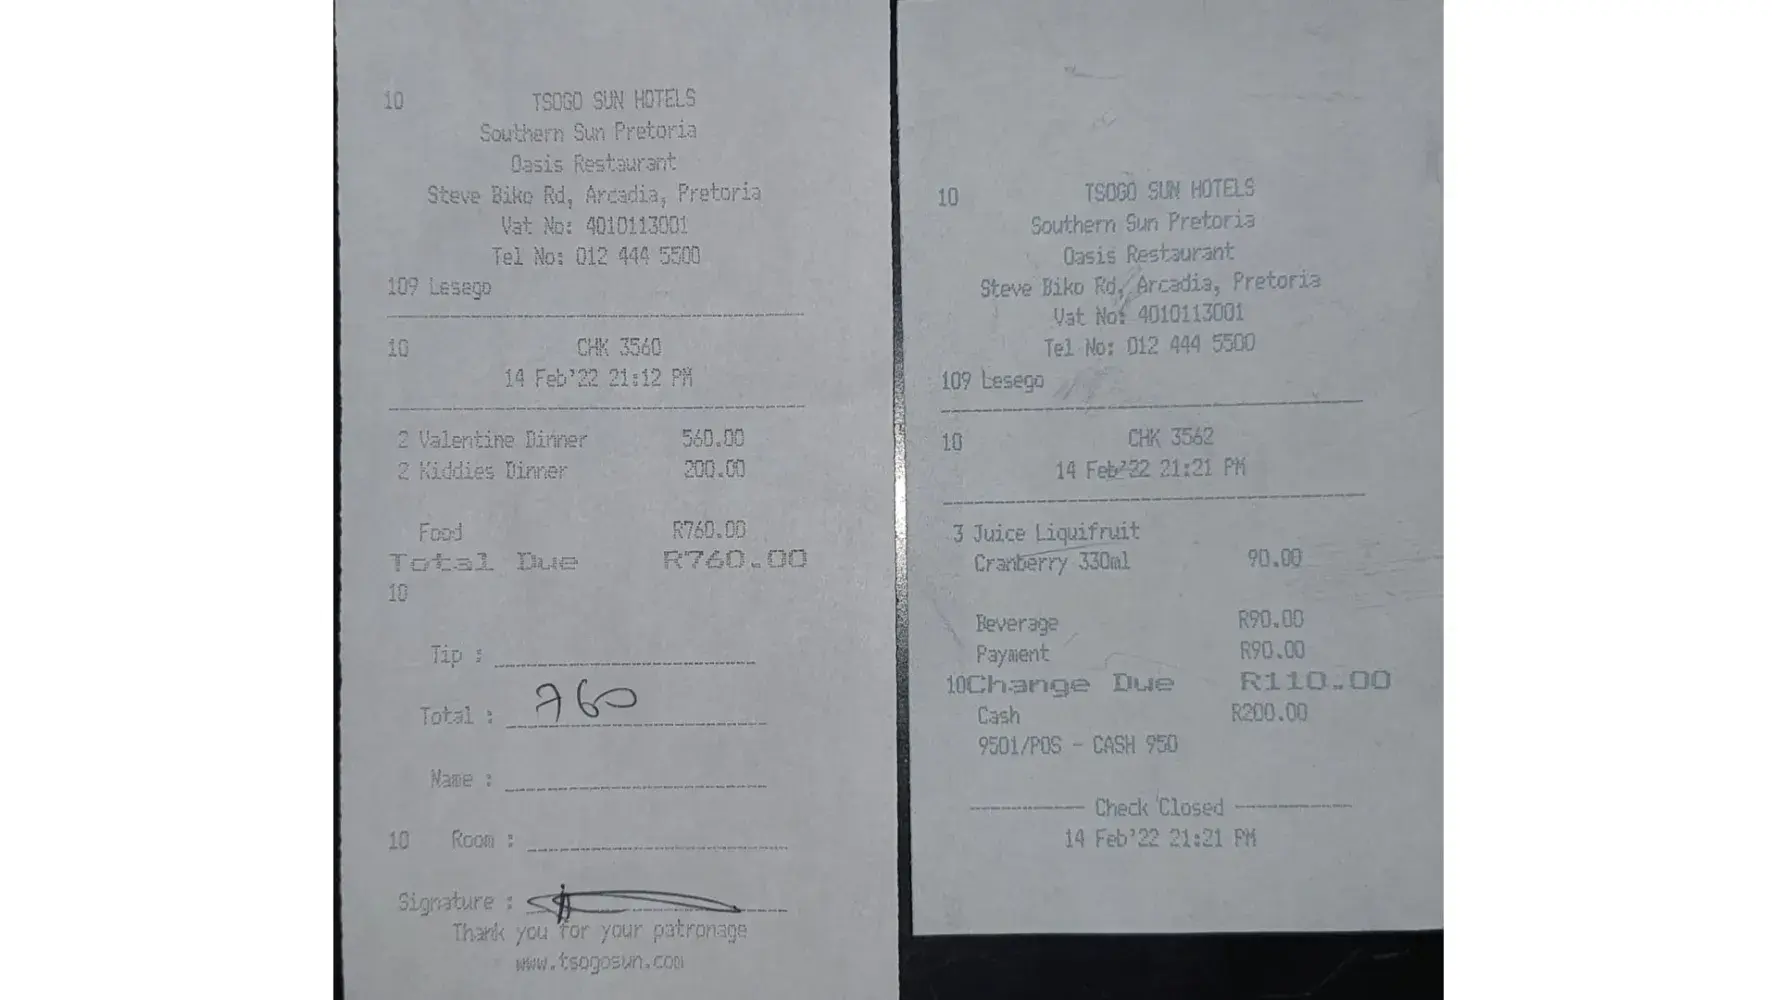 10 TSOGO SUN HOTELS
Southern Sun Pretoria
Oasis Restaurant
Steve Biko Rd, Arcadia, Pretoria
Vat No: 4010113001
Tel No: 012 444 5500
109 Lesego
10 CHK 3560
14 Feb'22 21:12 PM
2 Valentine Dinner 560.00
2 Kiddies Dinner 200.00
Food R760.00
Total Due R760.00
10
Tip :
Total : 760
Name :
10 Room :
Signature :
Thank you for your patronage
www.tsogosun.com
10 TSOGO SUN HOTELS
Southern Sun Pretoria
Oasis Restaurant
Steve Biko Rd, Arcadia, Pretoria
Vat No: 4010113001
Tel No: 012 444 5500
109 Lesego
10 CHK 3562
14 Feb'22 21:21 PM
3 Juice Liquifruit
Cranberry 330ml 90.00
Beverage R90.00
Payment R90.00
10Change Due R110.00
Cash R200.00
9501/POS - CASH 950
Check Closed
14 Feb'22 21:21 PM